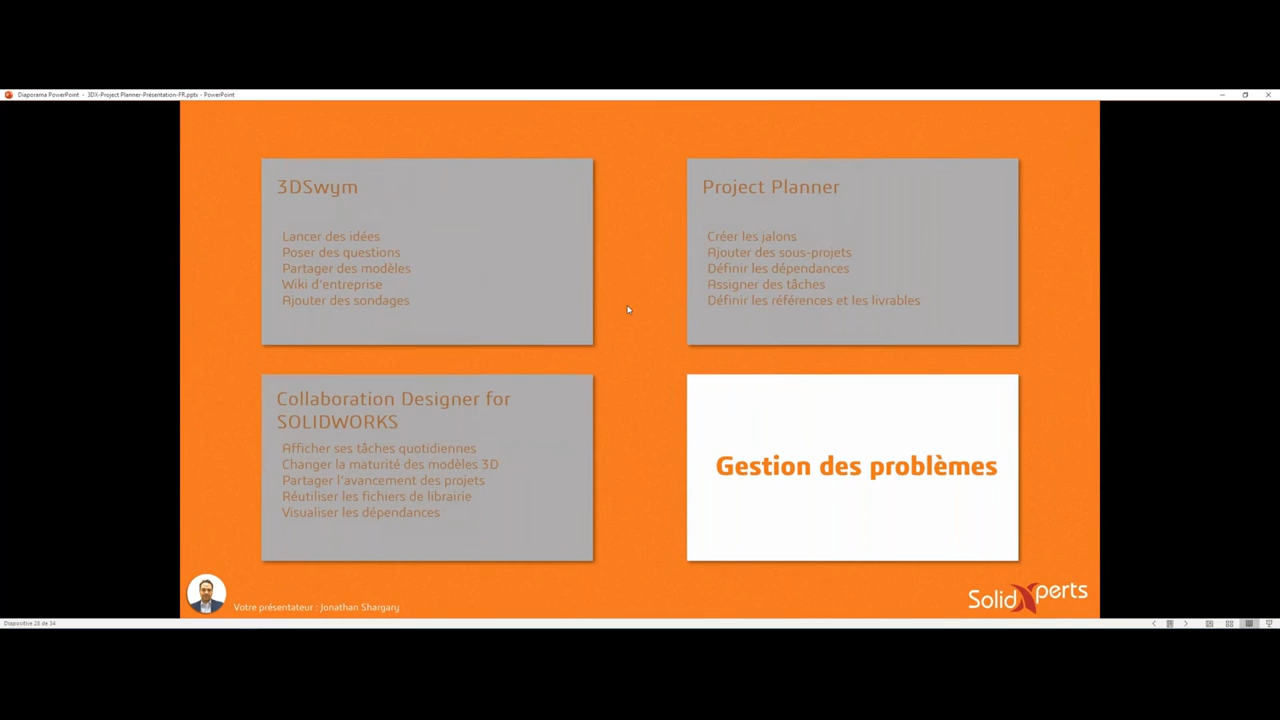 Diaporama PowerPoint - 3DX-Project Planner-Présentation-FR.pptx - PowerPoint
3DSwym
Lancer des idées
Poser des questions
Partager des modèles
Wiki d'entreprise
Ajouter des sondages
Project Planner
Créer les jalons
Ajouter des sous-projets
Définir les dépendances
Assigner des tâches
Définir les références et les livrables
Collaboration Designer for
SOLIDWORKS
Afficher ses tâches quotidiennes
Changer la maturité des modèles 3D
Partager l'avancement des projets
Réutiliser les fichiers de librairie
Visualiser les dépendances
Gestion des problèmes
Votre présentateur : Jonathan Shargary
SolidXperts
Diapositive 28 de 34